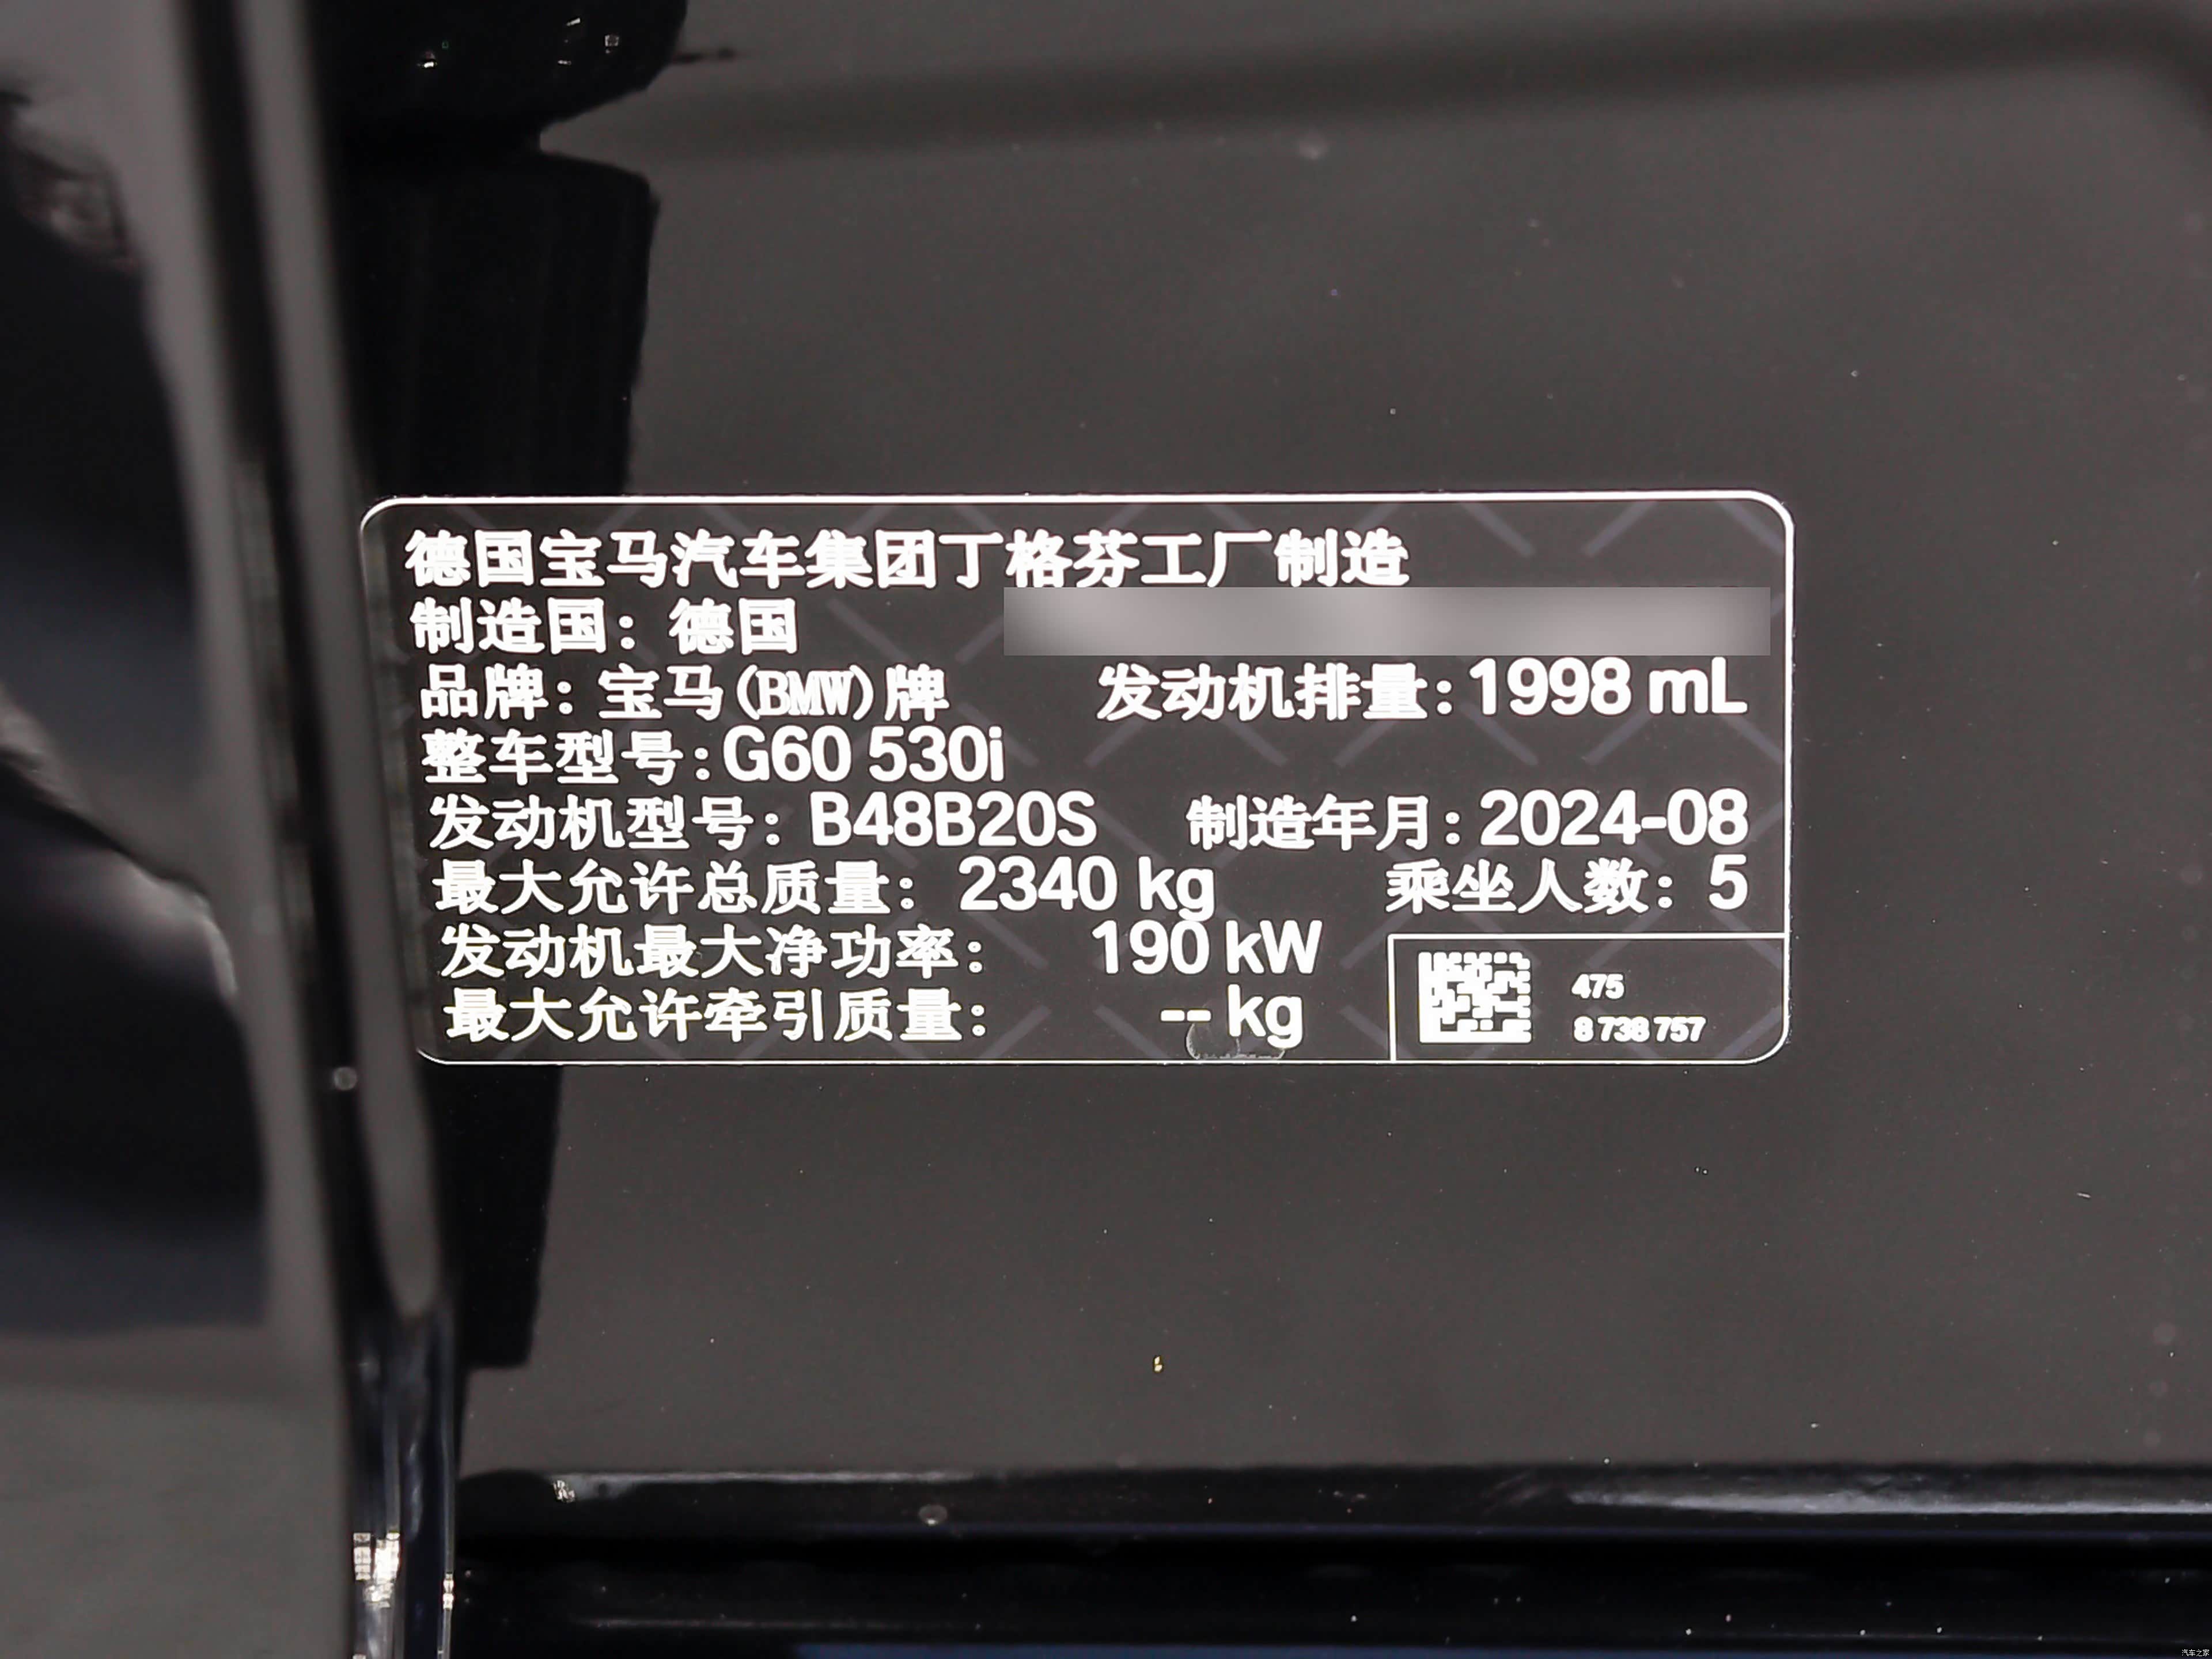 德国宝马汽车集团丁格芬工厂制造
制造国：德国
品牌：宝马(BMW)牌 发动机排量：1998 mL
整车型号：G60 530i
发动机型号：B48B20S 制造年月：2024-08
最大允许总质量：2340 kg 乘坐人数：5
发动机最大净功率：190 kW
最大允许牵引质量：-- kg
475
8 738 757
汽车之家